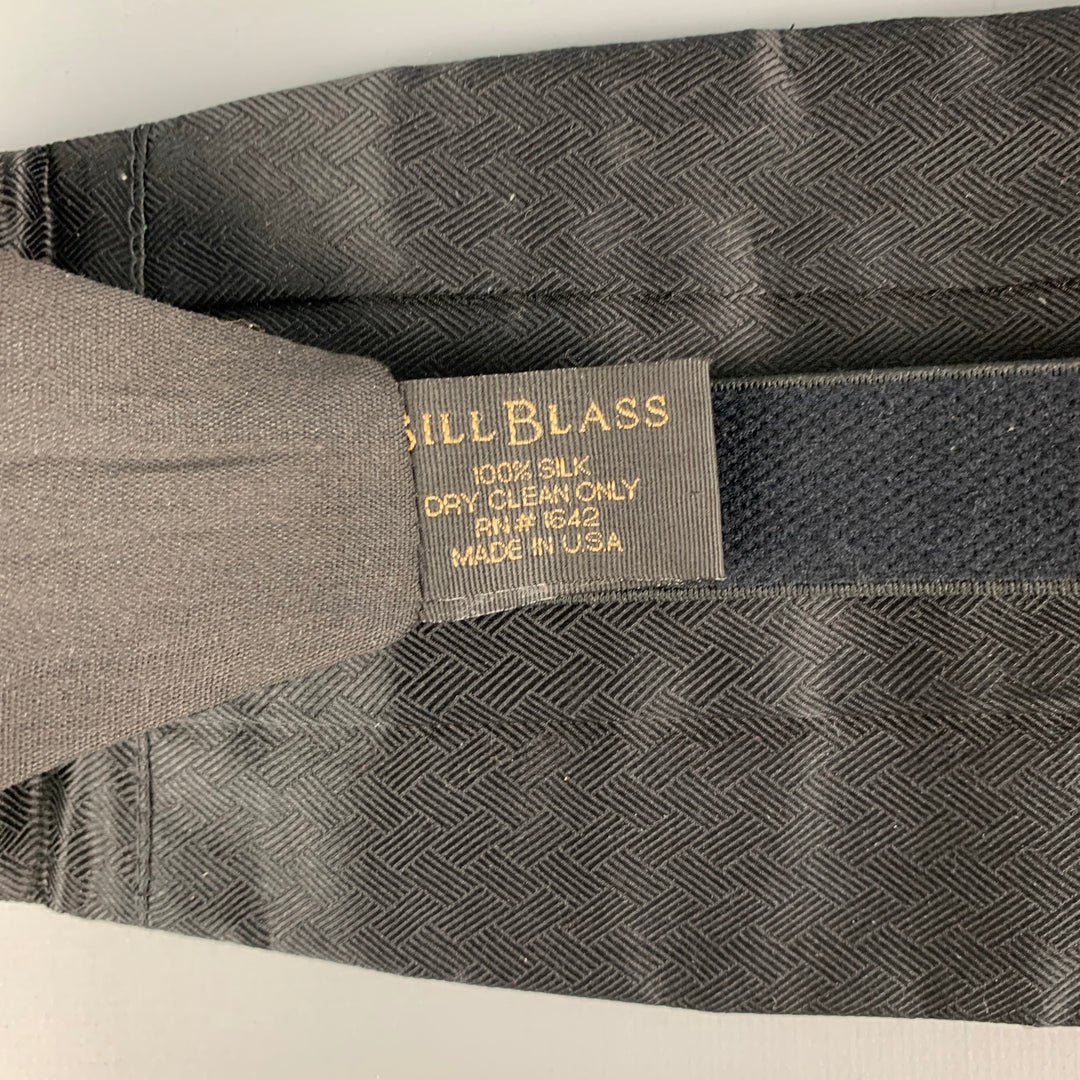 BILL BLASS
100% SILK
DRY CLEAN ONLY
RN # 1642
MADE IN U.S.A